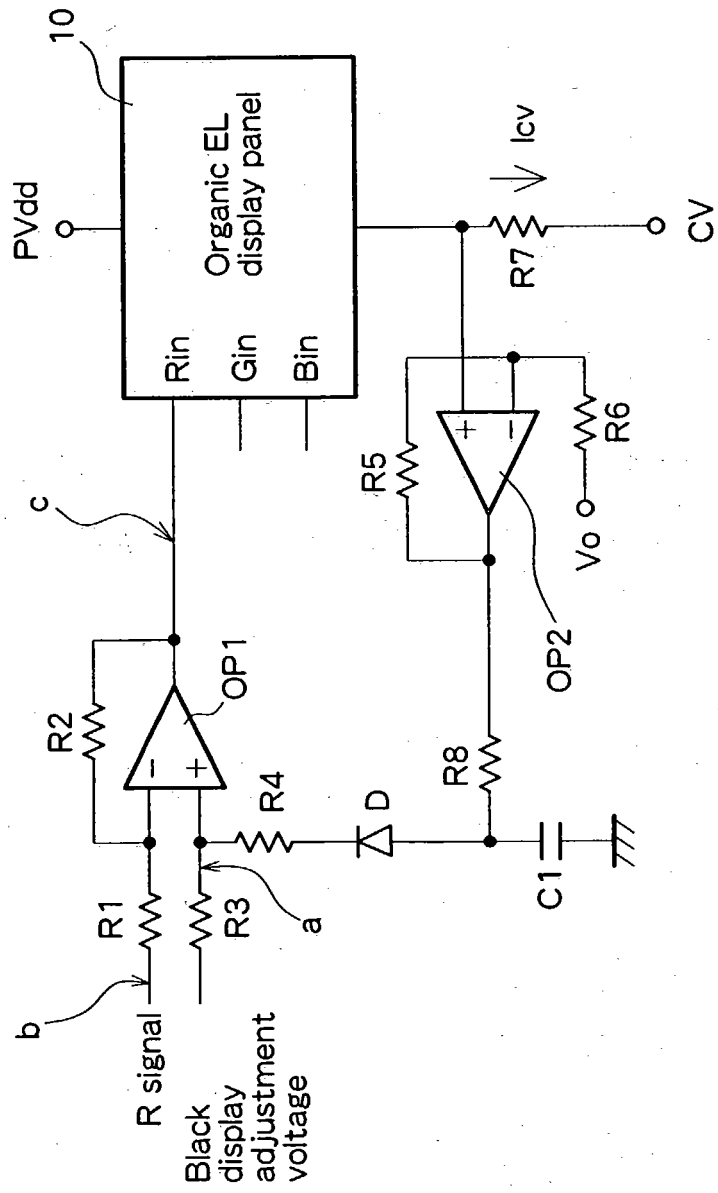 PVdd
10
Organic EL
display panel
Rin
Gin
Bin
c
R2
−
+
OP1
R1
b
R signal
R3
a
Black
display
adjustment
voltage
R4
D
C1
R8
R5
+
−
OP2
Vo
R6
R7
Icv
CV